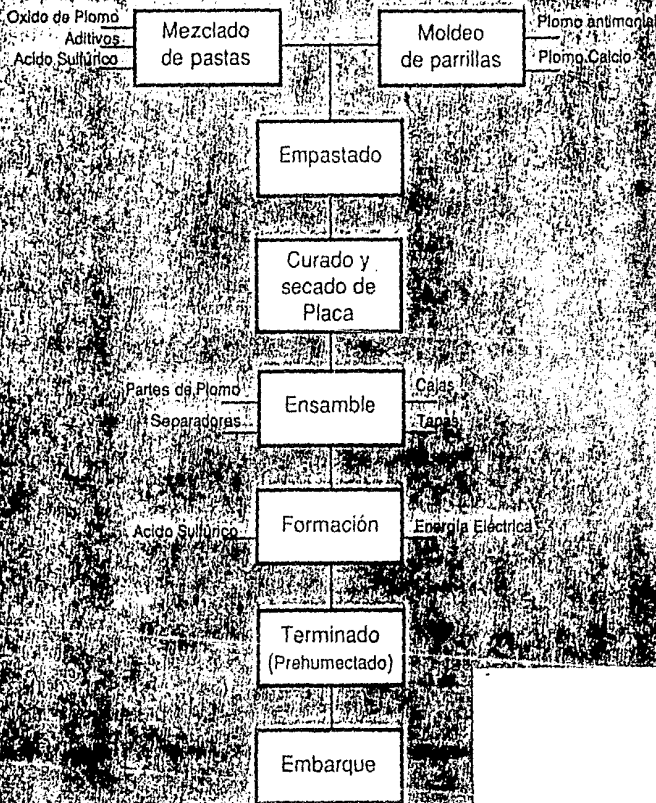 Oxido de Plomo
Aditivos
Acido Sulfúrico
Mezclado
de pastas
Moldeo
de parrillas
Plomo antimonial
Plomo Calcio
Empastado
Curado y
secado de
Placa
Partes de Plomo
Separadores
Ensamble
Cajas
Tapas
Acido Sulfúrico
Formación
Energía Eléctrica
Terminado
(Prehumectado)
Embarque